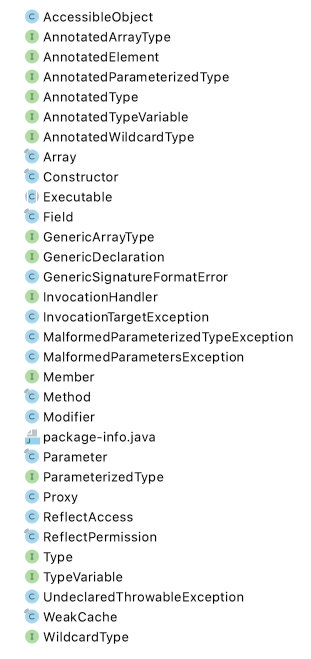 AccessibleObject
AnnotatedArrayType
AnnotatedElement
AnnotatedParameterizedType
AnnotatedType
AnnotatedTypeVariable
AnnotatedWildcardType
Array
Constructor
Executable
Field
GenericArrayType
GenericDeclaration
GenericSignatureFormatError
InvocationHandler
InvocationTargetException
MalformedParameterizedTypeException
MalformedParametersException
Member
Method
Modifier
package-info.java
Parameter
ParameterizedType
Proxy
ReflectAccess
ReflectPermission
Type
TypeVariable
UndeclaredThrowableException
WeakCache
WildcardType